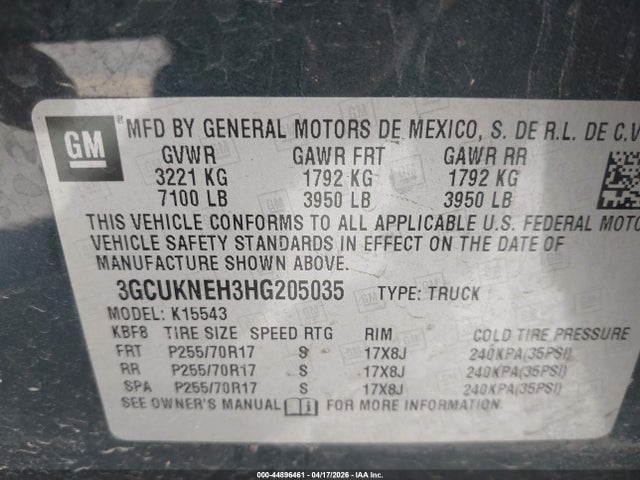 GM
MFD BY GENERAL MOTORS DE MEXICO, S. DE R.L. DE C.V
GVWR GAWR FRT GAWR RR
3221 KG 1792 KG 1792 KG
7100 LB 3950 LB 3950 LB
THIS VEHICLE CONFORMS TO ALL APPLICABLE U.S. FEDERAL MOTO
VEHICLE SAFETY STANDARDS IN EFFECT ON THE DATE OF
MANUFACTURE SHOWN ABOVE.
3GCUKNEH3HG205035 TYPE: TRUCK
MODEL: K15543
KBF8 TIRE SIZE SPEED RTG RIM COLD TIRE PRESSURE
FRT P255/70R17 S 17X8J 240KPA(35PSI)
RR P255/70R17 S 17X8J 240KPA(35PSI)
SPA P255/70R17 S 17X8J 240KPA(35PSI)
SEE OWNER'S MANUAL FOR MORE INFORMATION.
000-44896461 - 04/17/2026 - IAA Inc.